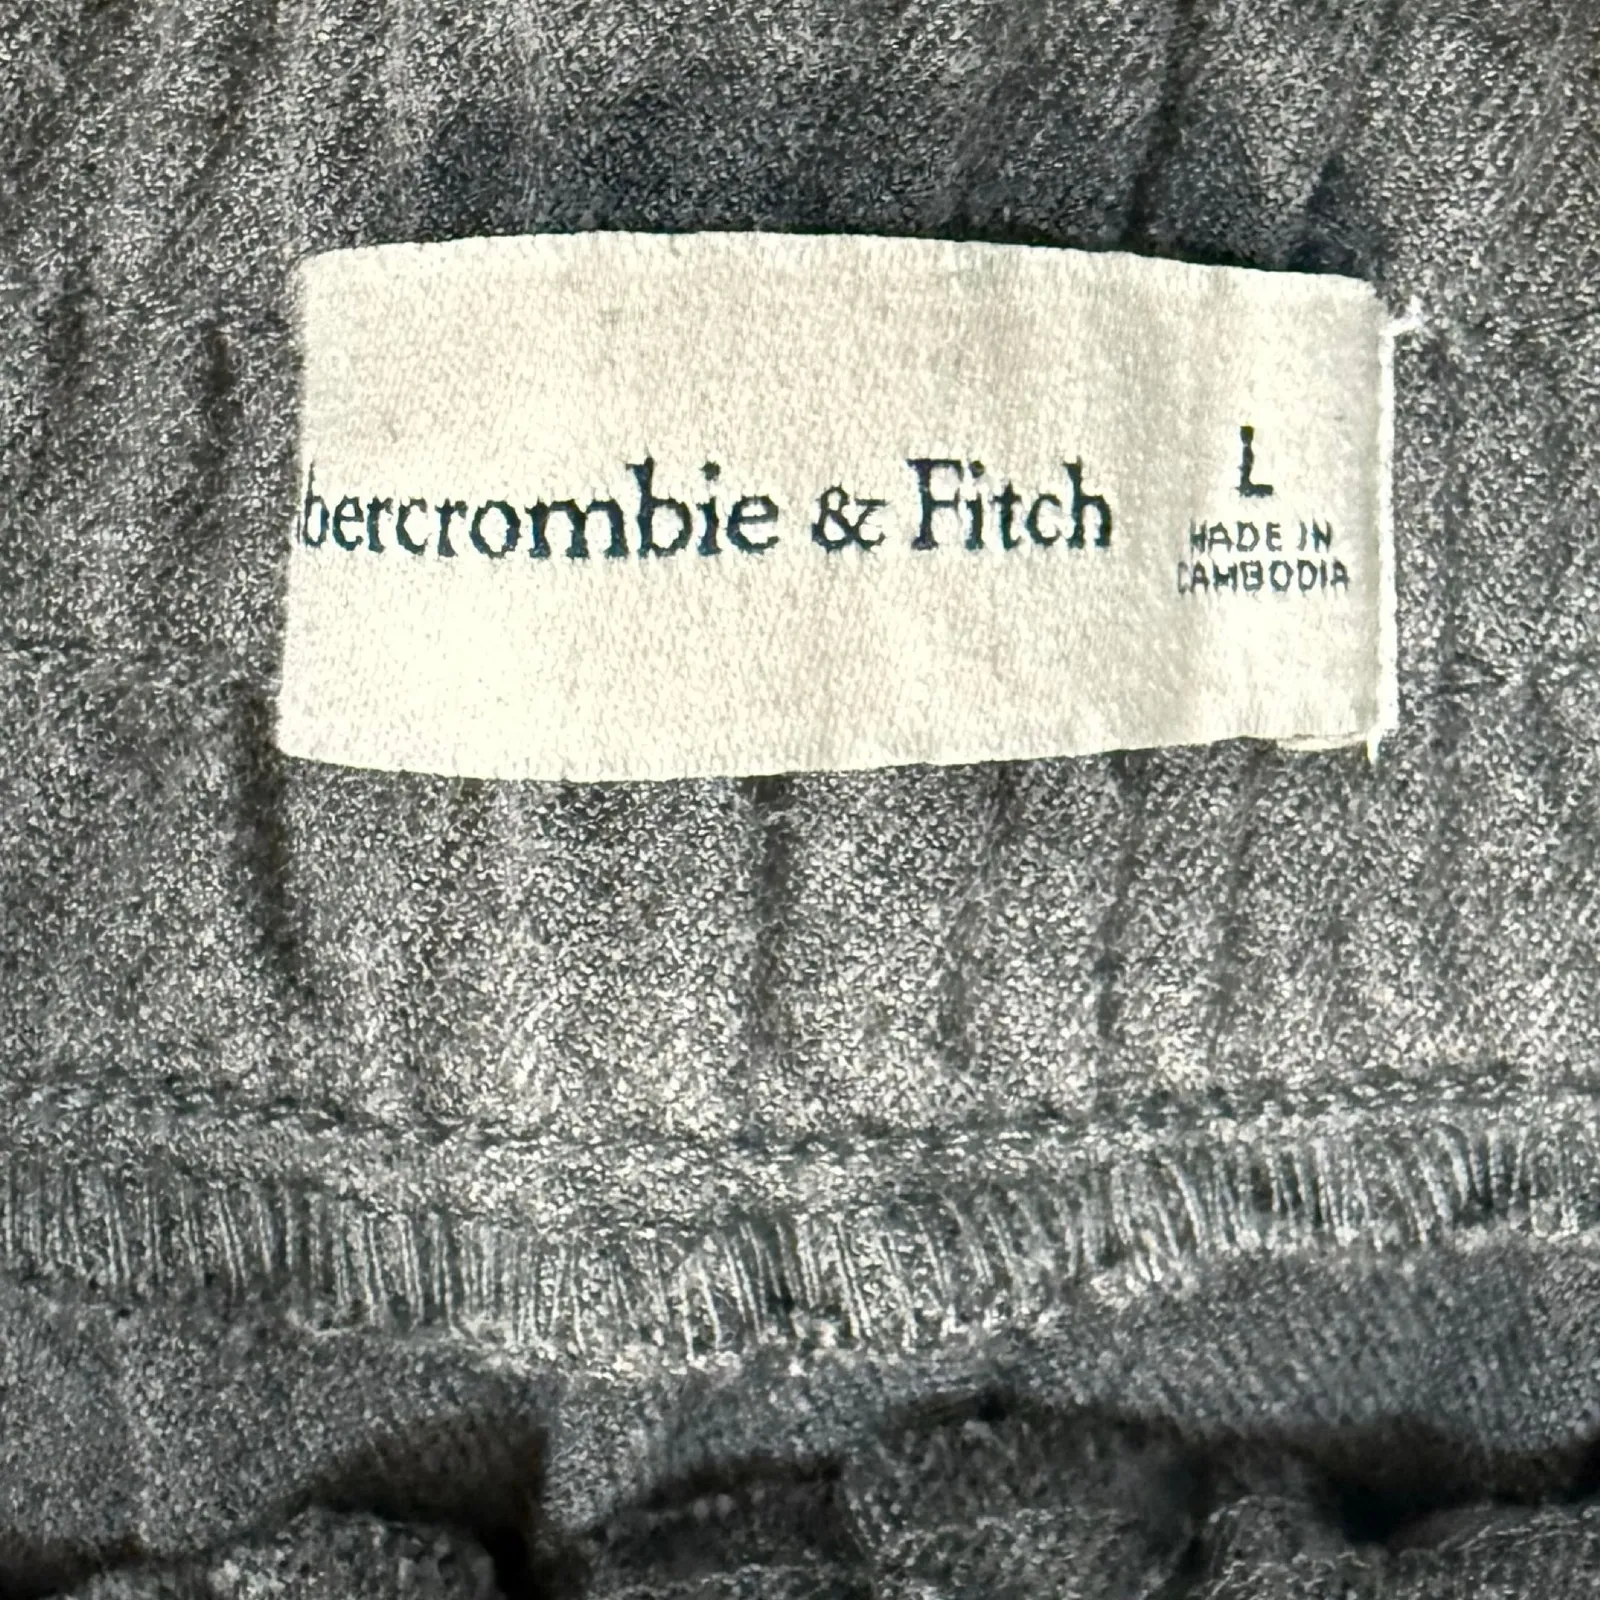 bercrombie & Fitch
L
MADE IN
CAMBODIA